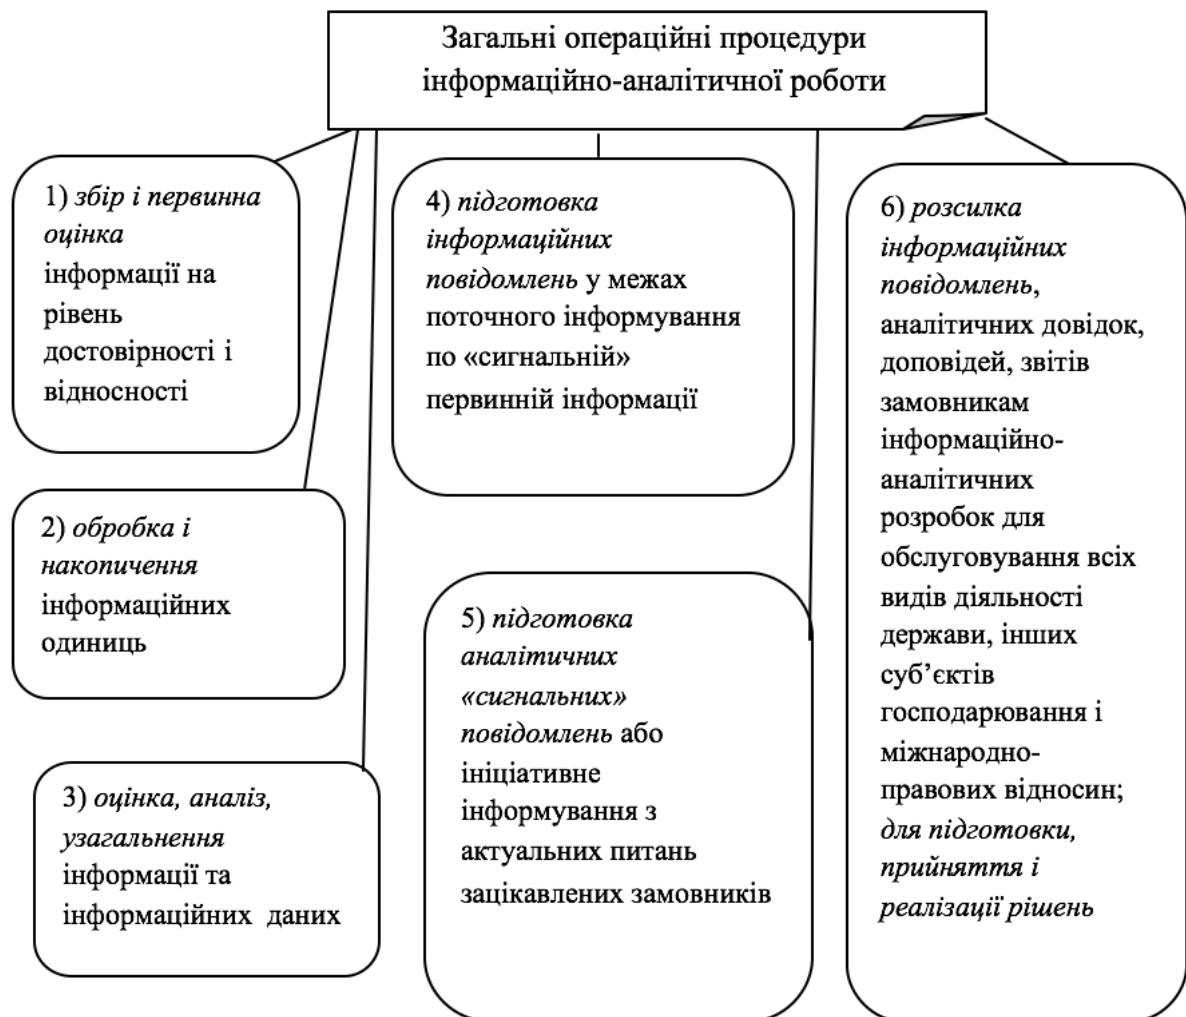 Загальні операційні процедури
інформаційно-аналітичної роботи
1) збір і первинна
оцінка
інформації на
рівень
достовірності і
відносності
2) обробка і
накопичення
інформаційних
одиниць
3) оцінка, аналіз,
узагальнення
інформації та
інформаційних даних
4) підготовка
інформаційних
повідомлень у межах
поточного інформування
по «сигнальній»
первинній інформації
5) підготовка
аналітичних
«сигнальних»
повідомлень або
ініціативне
інформування з
актуальних питань
зацікавлених замовників
6) розсилка
інформаційних
повідомлень,
аналітичних довідок,
доповідей, звітів
замовникам
інформаційно-
аналітичних
розробок для
обслуговування всіх
видів діяльності
держави, інших
суб’єктів
господарювання і
міжнародно-
правових відносин;
для підготовки,
прийняття і
реалізації рішень